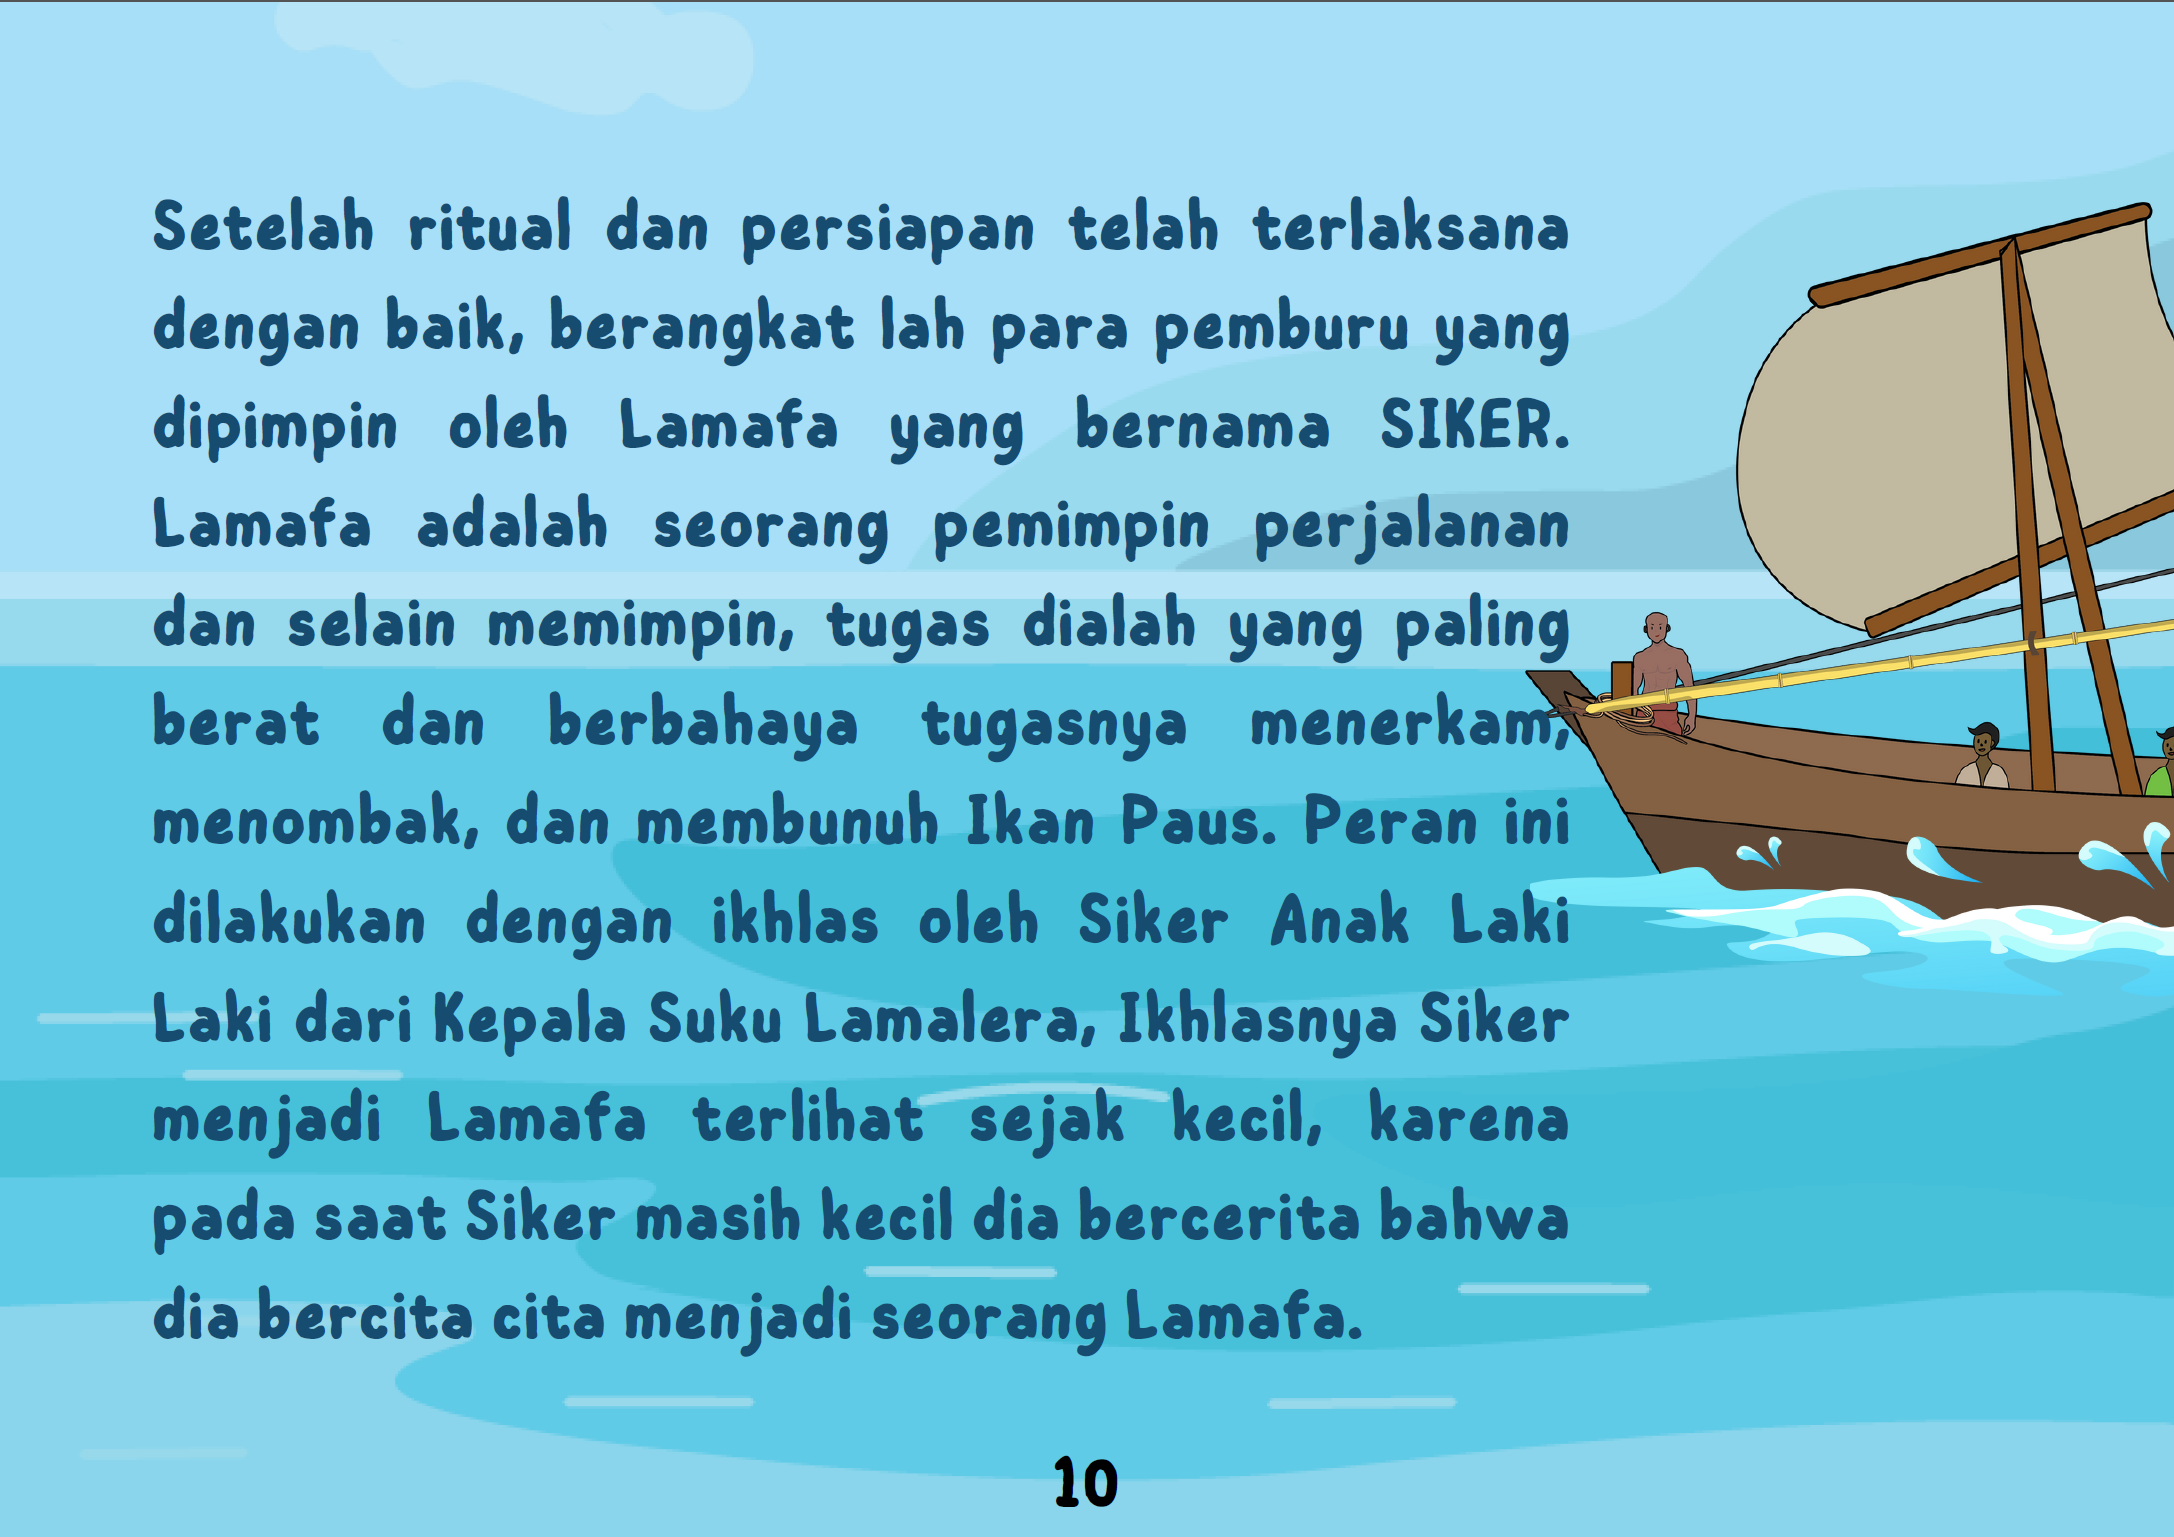 Setelah ritual dan persiapan telah terlaksana
dengan baik, berangkat lah para pemburu yang
dipimpin oleh Lamafa yang bernama SIKER.
Lamafa adalah seorang pemimpin perjalanan
dan selain memimpin, tugas dialah yang paling
berat dan berbahaya tugasnya menerkam,
menombak, dan membunuh Ikan Paus. Peran ini
dilakukan dengan ikhlas oleh Siker Anak Laki
Laki dari Kepala Suku Lamalera, Ikhlasnya Siker
menjadi Lamafa terlihat sejak kecil, karena
pada saat Siker masih kecil dia bercerita bahwa
dia bercita cita menjadi seorang Lamafa.
10